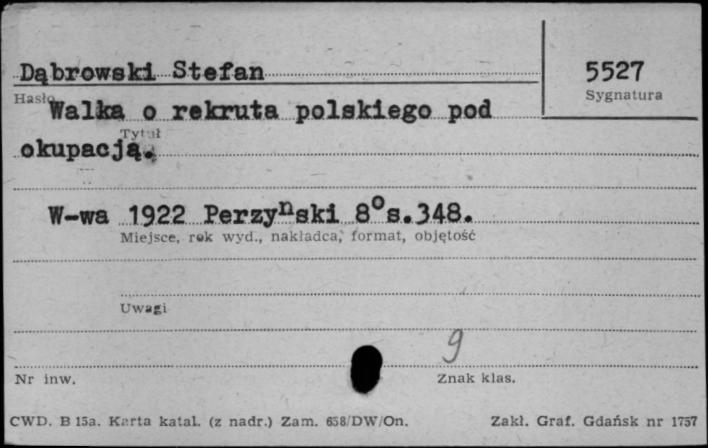 Dąbrowski Stefan
5527
Hasło
Sygnatura
Walka o rekruta polskiego pod
Tytuł
okupacją.
W-wa 1922 Perzyński 8° s.348.
Miejsce, rok wyd., nakładca, format, objętość
Uwagi
9
Nr inw.
Znak klas.
CWD. B 15a. Karta katal. (z nadr.) Zam. 658/DW/On.
Zakł. Graf. Gdańsk nr 1757